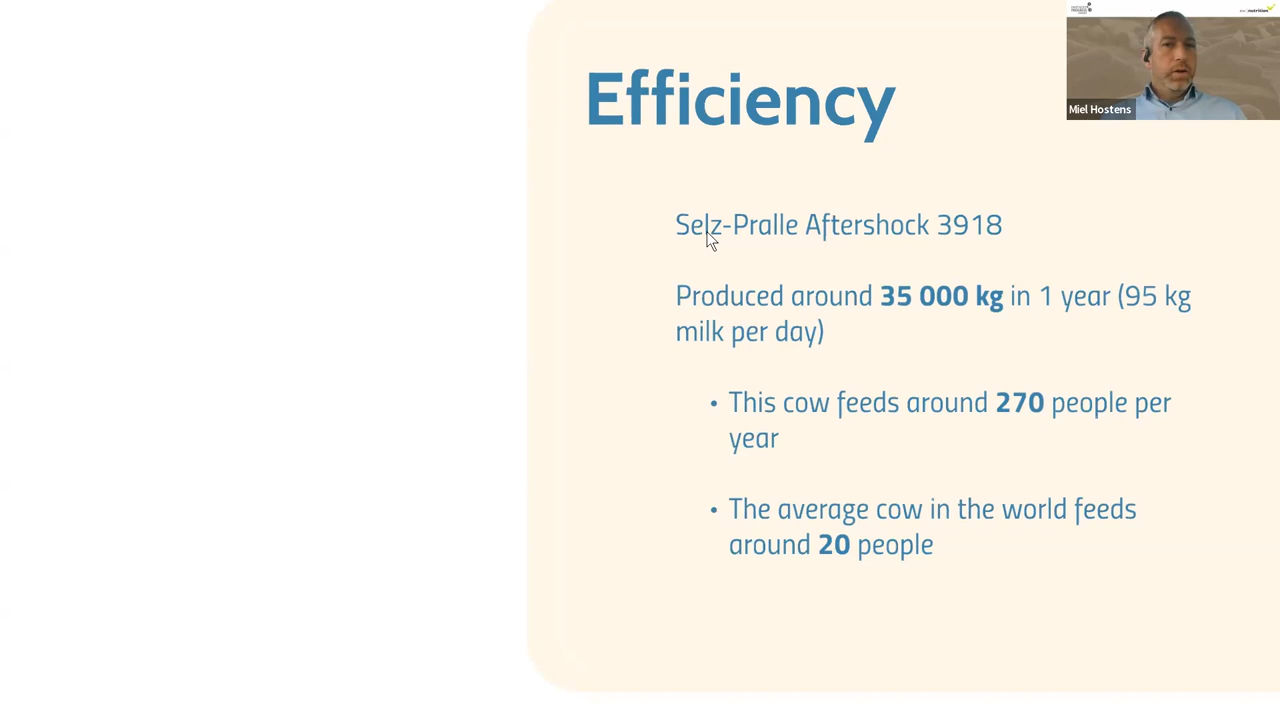 Efficiency
Miel Hostens
Selz-Pralle Aftershock 3918
Produced around 35 000 kg in 1 year (95 kg
milk per day)
• This cow feeds around 270 people per
year
• The average cow in the world feeds
around 20 people